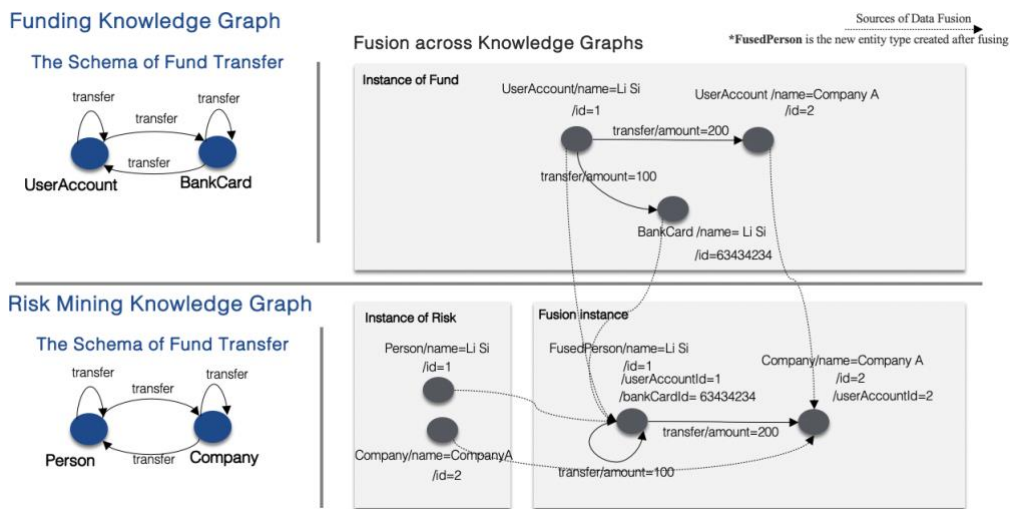 Funding Knowledge Graph
The Schema of Fund Transfer
transfer
transfer
transfer
transfer
UserAccount
BankCard
Fusion across Knowledge Graphs
Sources of Data Fusion
*FusedPerson is the new entity type created after fusing
Instance of Fund
UserAccount/name=Li Si
/id=1
UserAccount /name=Company A
/id=2
transfer/amount=200
transfer/amount=100
BankCard /name= Li Si
/id=63434234
Risk Mining Knowledge Graph
The Schema of Fund Transfer
transfer
transfer
transfer
transfer
Person
Company
Instance of Risk
Person/name=Li Si
/id=1
Company/name=CompanyA
/id=2
Fusion instance
FusedPerson/name=Li Si
/id=1
/userAccountId=1
/bankCardId= 63434234
Company/name=Company A
/id=2
/userAccountId=2
transfer/amount=200
transfer/amount=100